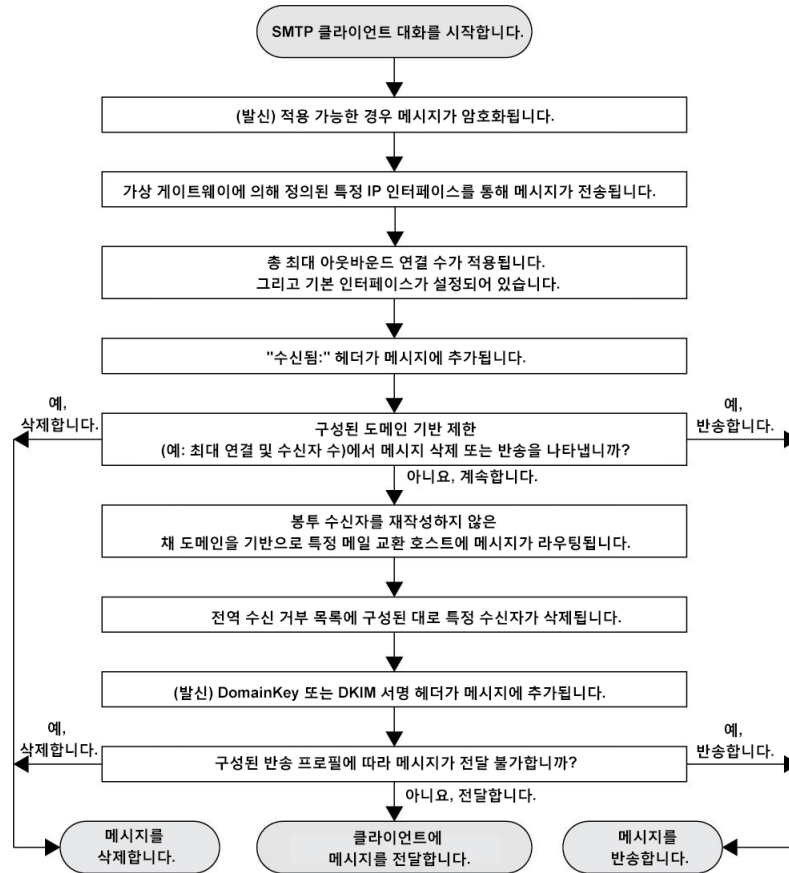 SMTP 클라이언트 대화를 시작합니다.
(발신) 적용 가능한 경우 메시지가 암호화됩니다.
가상 게이트웨이에 의해 정의된 특정 IP 인터페이스를 통해 메시지가 전송됩니다.
총 최대 아웃바운드 연결 수가 적용됩니다.
그리고 기본 인터페이스가 설정되어 있습니다.
"수신됨:" 헤더가 메시지에 추가됩니다.
예,
삭제합니다.
구성된 도메인 기반 제한
(예: 최대 연결 및 수신자 수)에서 메시지 삭제 또는 반송을 나타냅니까?
예,
반송합니다.
아니요, 계속합니다.
봉투 수신자를 재작성하지 않은
채 도메인을 기반으로 특정 메일 교환 호스트에 메시지가 라우팅됩니다.
전역 수신 거부 목록에 구성된 대로 특정 수신자가 삭제됩니다.
(발신) DomainKey 또는 DKIM 서명 헤더가 메시지에 추가됩니다.
예,
삭제합니다.
구성된 반송 프로필에 따라 메시지가 전달 불가합니까?
예,
반송합니다.
아니요, 전달합니다.
메시지를
삭제합니다.
클라이언트에
메시지를 전달합니다.
메시지를
반송합니다.